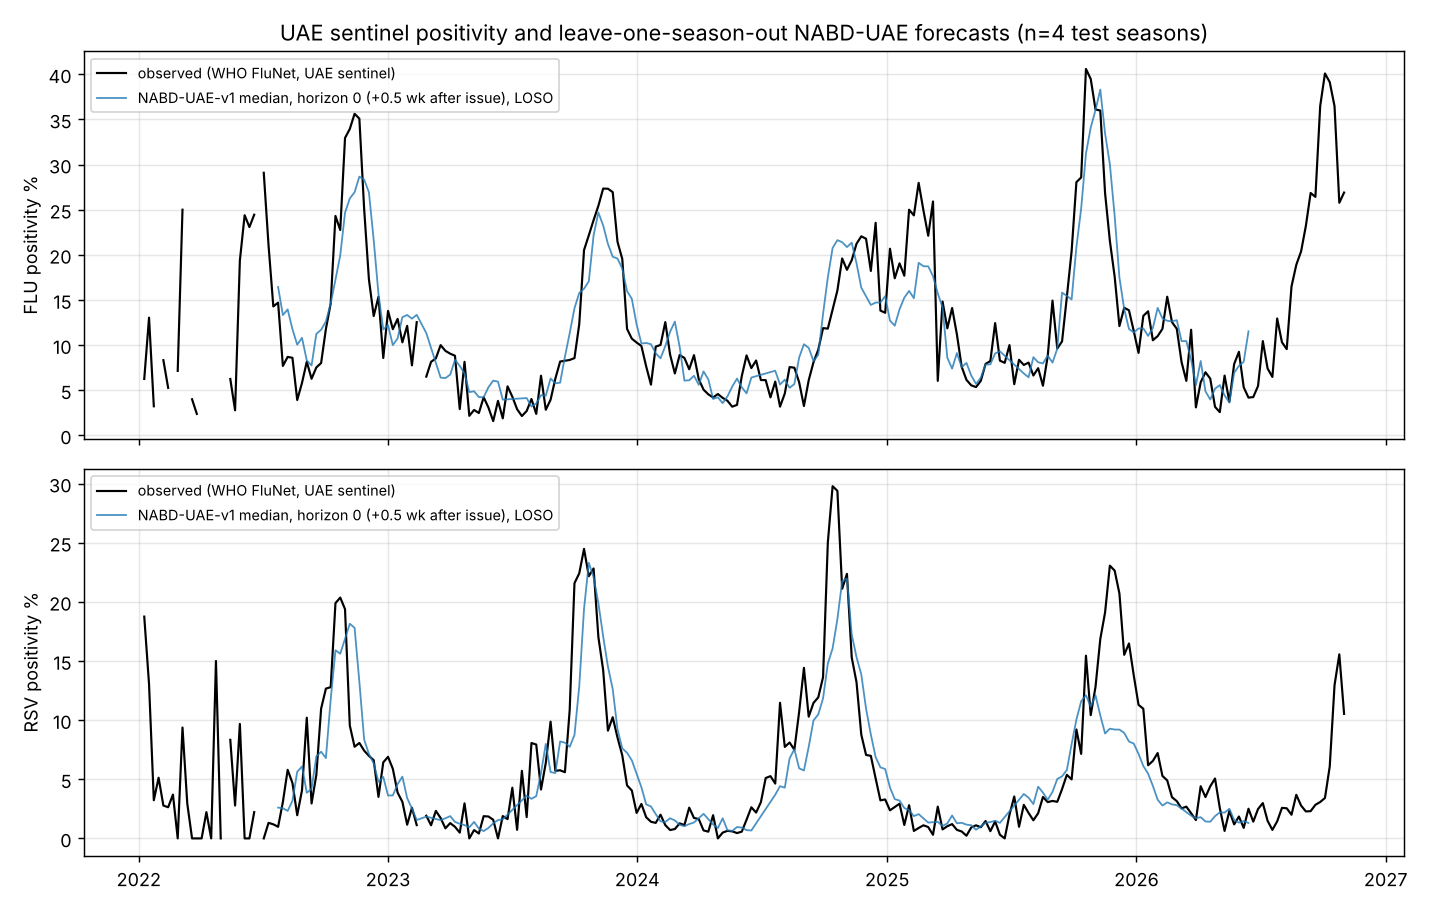 UAE sentinel positivity and leave-one-season-out NABD-UAE forecasts (n=4 test seasons)
observed (WHO FluNet, UAE sentinel)
NABD-UAE-v1 median, horizon 0 (+0.5 wk after issue), LOSO
FLU positivity %
40
35
30
25
20
15
10
5
0
observed (WHO FluNet, UAE sentinel)
NABD-UAE-v1 median, horizon 0 (+0.5 wk after issue), LOSO
RSV positivity %
30
25
20
15
10
5
0
2022 2023 2024 2025 2026 2027